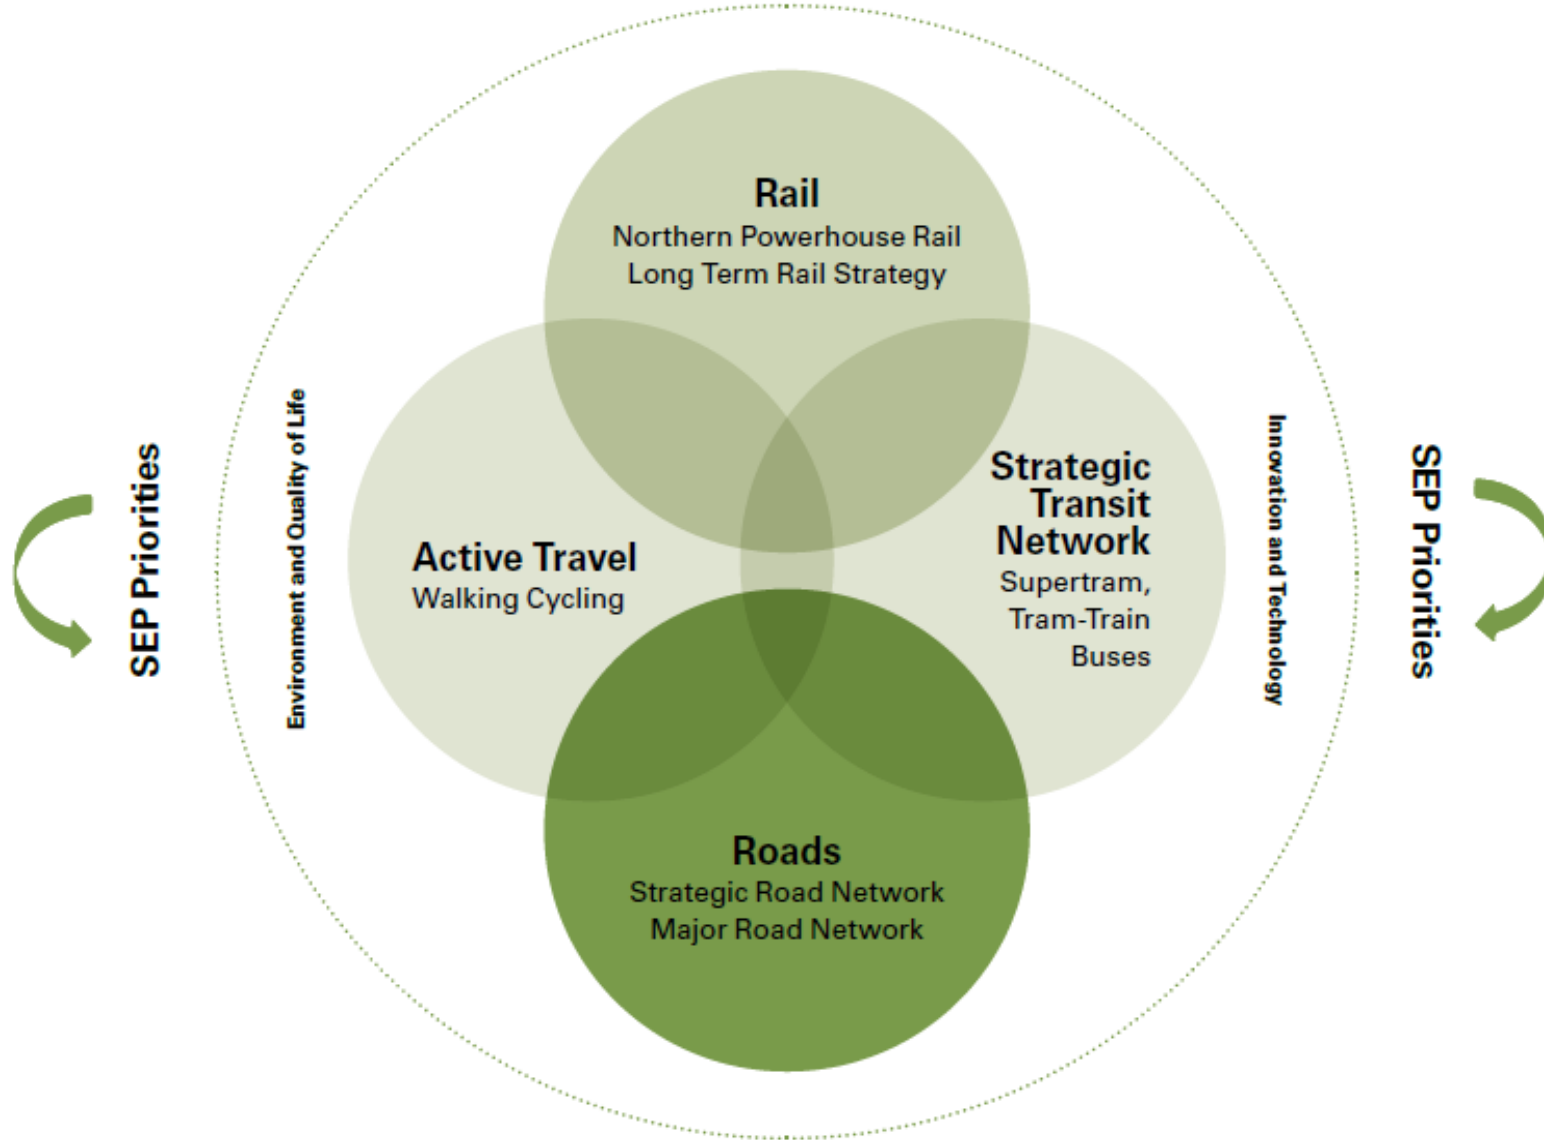 Rail
Northern Powerhouse Rail
Long Term Rail Strategy
SEP Priorities
Environment and Quality of Life
Active Travel
Walking Cycling
Strategic
Transit
Network
Supertram,
Tram-Train
Buses
Innovation and Technology
SEP Priorities
Roads
Strategic Road Network
Major Road Network